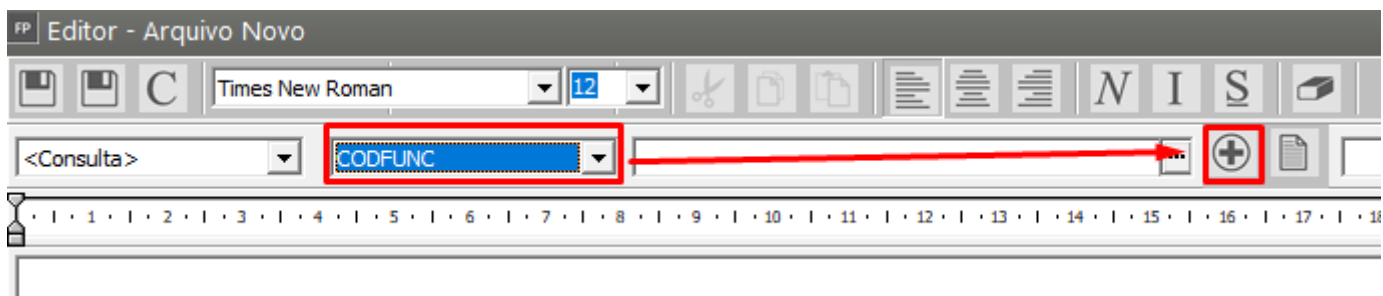 FP Editor - Arquivo Novo
C Times New Roman 12 N I S
<Consulta> CODFUNC ...
1 2 3 4 5 6 7 8 9 10 11 12 13 14 15 16 17 18